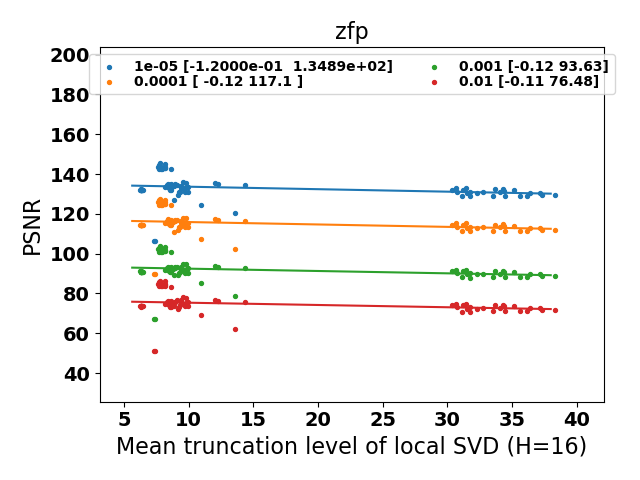 zfp
1e-05 [-1.2000e-01  1.3489e+02]
0.0001 [ -0.12 117.1 ]
0.001 [-0.12 93.63]
0.01 [-0.11 76.48]
200
180
160
140
120
100
80
60
40
PSNR
5 10 15 20 25 30 35 40
Mean truncation level of local SVD (H=16)